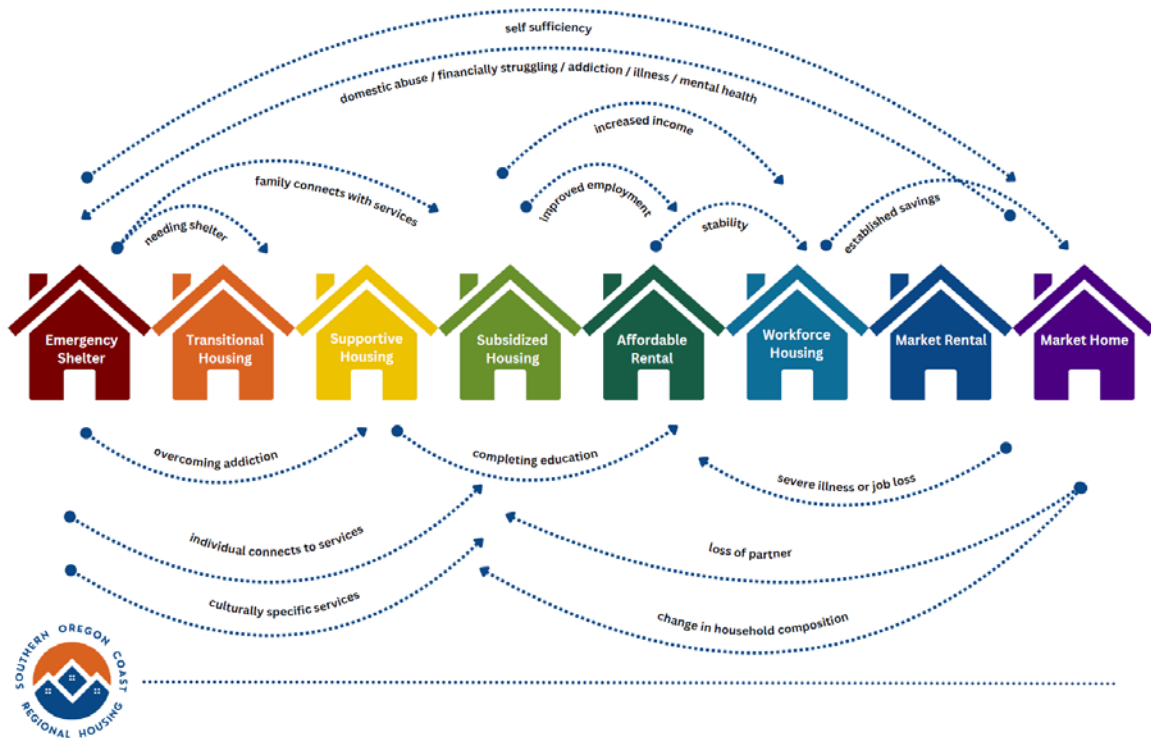 self sufficiency
domestic abuse / financially struggling / addiction / illness / mental health
increased income
family connects with services
improved employment
established savings
needing shelter
stability
Emergency
Shelter
Transitional
Housing
Supportive
Housing
Subsidized
Housing
Affordable
Rental
Workforce
Housing
Market Rental
Market Home
overcoming addiction
completing education
severe illness or job loss
individual connects to services
loss of partner
culturally specific services
change in household composition
SOUTHERN OREGON COAST
REGIONAL HOUSING